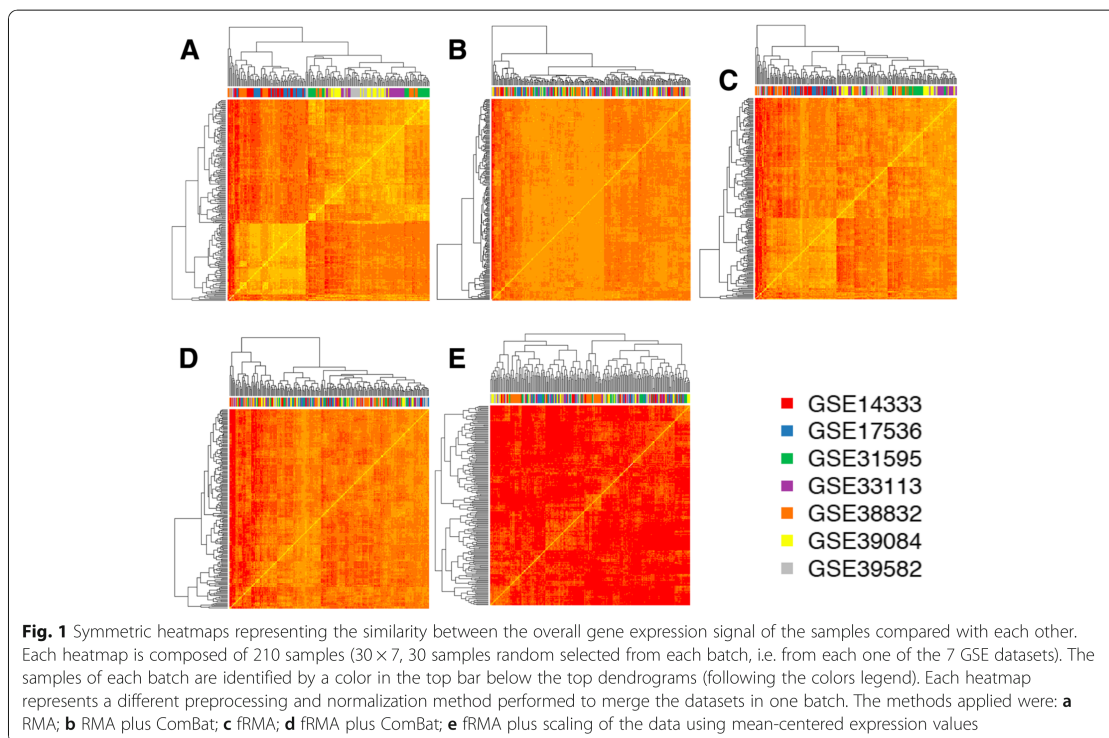 A
B
C
D
E
GSE14333
GSE17536
GSE31595
GSE33113
GSE38832
GSE39084
GSE39582
Fig. 1 Symmetric heatmaps representing the similarity between the overall gene expression signal of the samples compared with each other.
Each heatmap is composed of 210 samples (30 × 7, 30 samples random selected from each batch, i.e. from each one of the 7 GSE datasets). The
samples of each batch are identified by a color in the top bar below the top dendrograms (following the colors legend). Each heatmap
represents a different preprocessing and normalization method performed to merge the datasets in one batch. The methods applied were: a
RMA; b RMA plus ComBat; c fRMA; d fRMA plus ComBat; e fRMA plus scaling of the data using mean-centered expression values